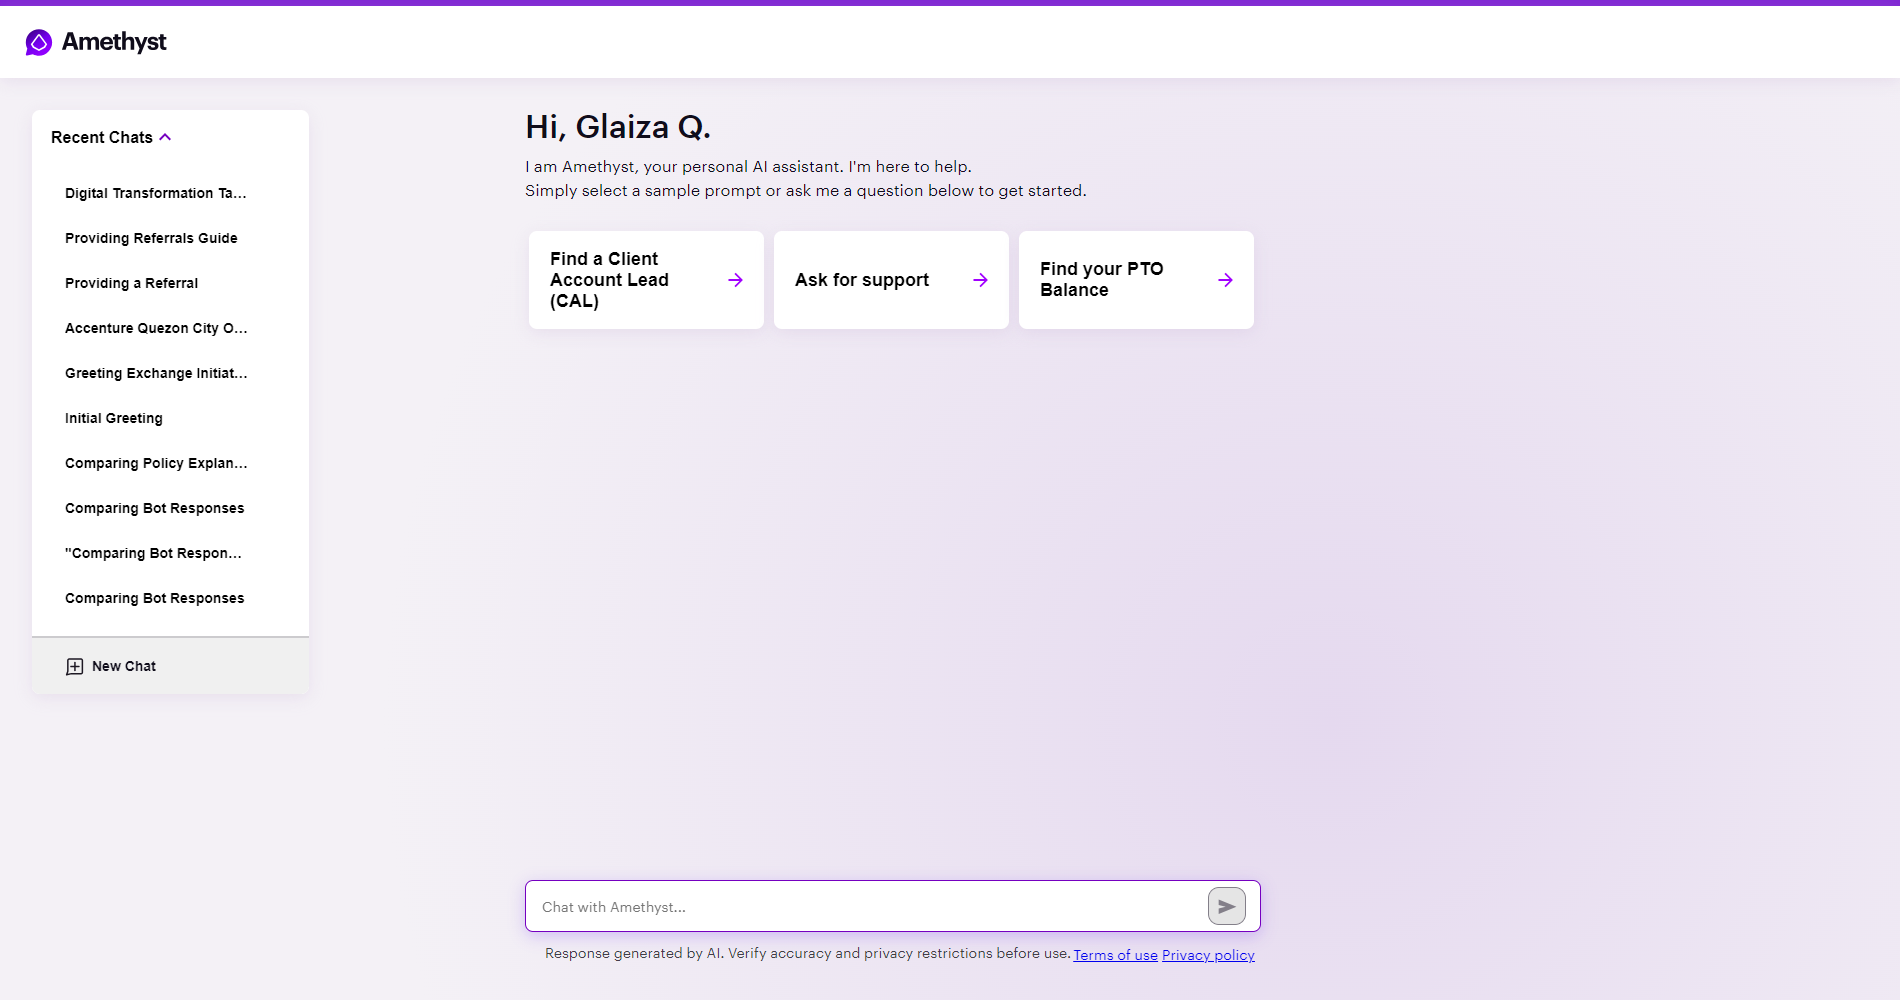 Amethyst
Recent Chats
Digital Transformation Ta...
Providing Referrals Guide
Providing a Referral
Accenture Quezon City O...
Greeting Exchange Initiat...
Initial Greeting
Comparing Policy Explan...
Comparing Bot Responses
"Comparing Bot Respon...
Comparing Bot Responses
New Chat
Hi, Glaiza Q.
I am Amethyst, your personal AI assistant. I'm here to help.
Simply select a sample prompt or ask me a question below to get started.
Find a Client
Account Lead
(CAL)
Ask for support
Find your PTO
Balance
Chat with Amethyst...
Response generated by AI. Verify accuracy and privacy restrictions before use. Terms of use Privacy policy